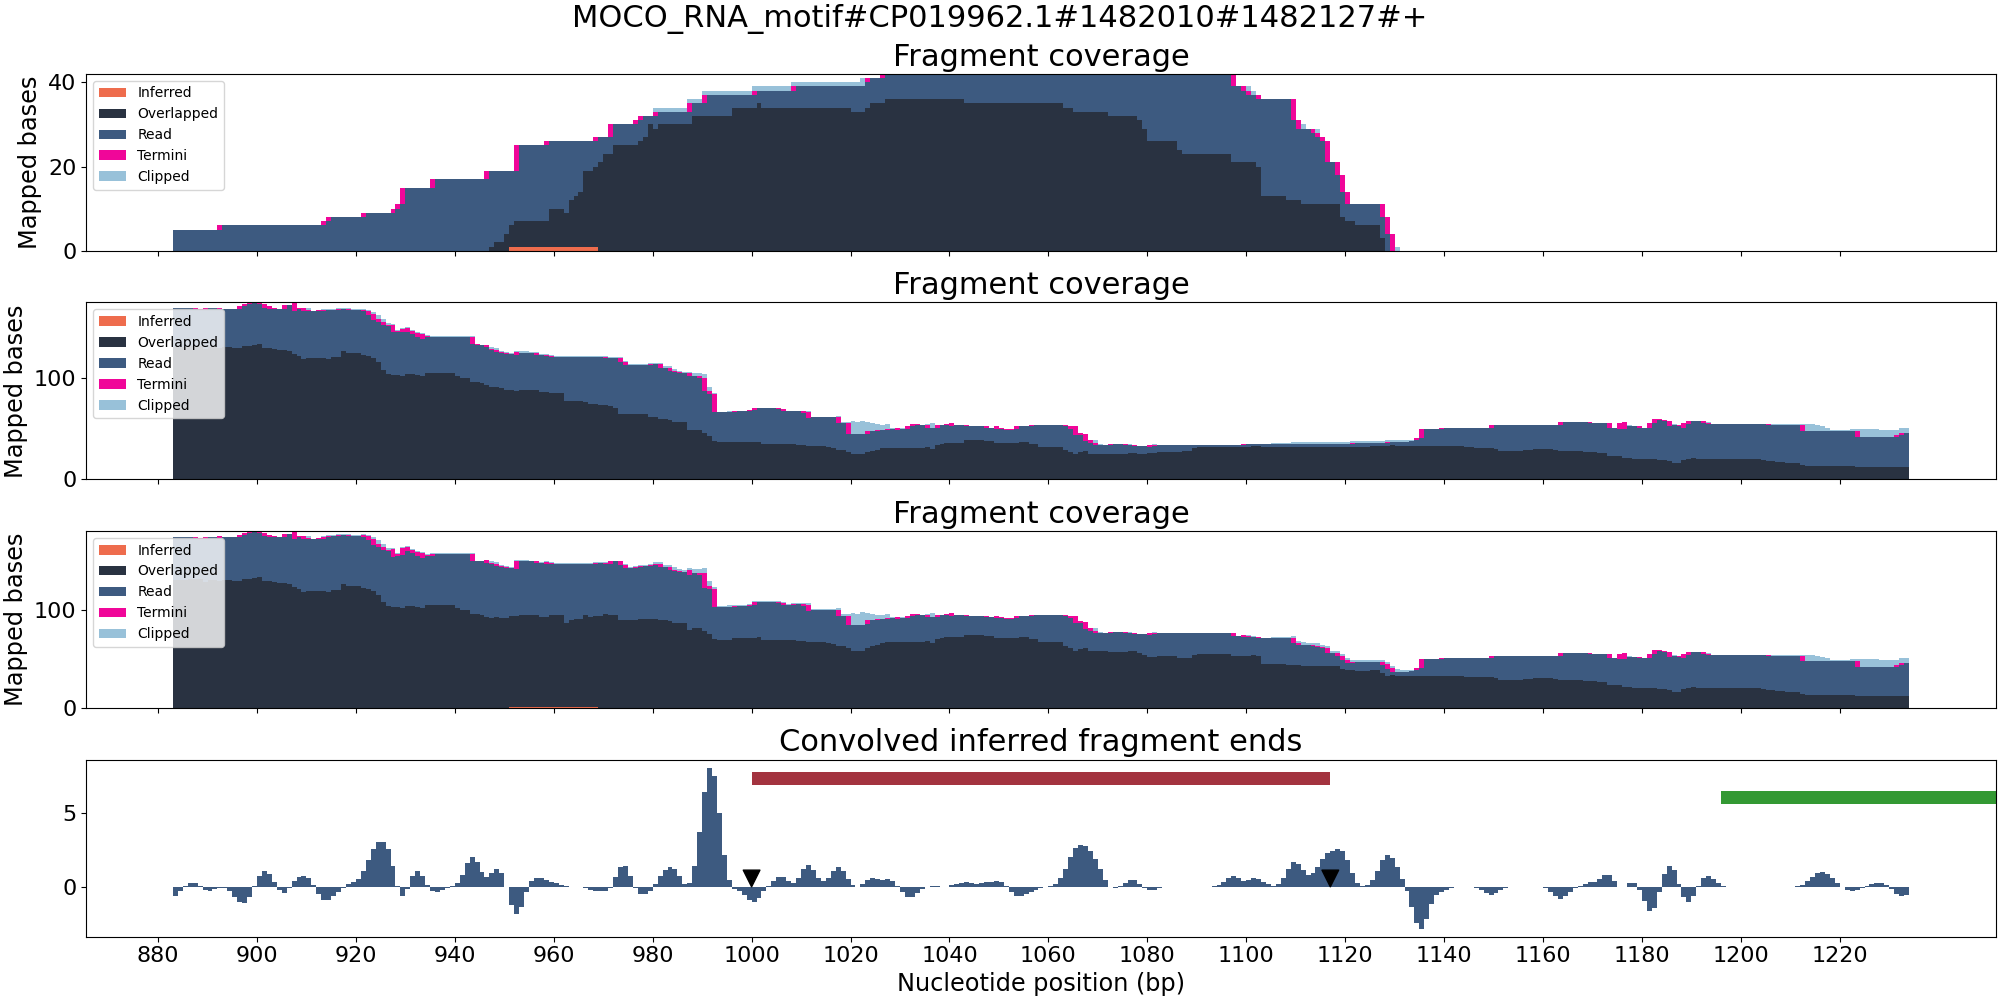 MOCO_RNA_motif#CP019962.1#1482010#1482127#+
Fragment coverage
Mapped bases
40
20
0
Inferred
Overlapped
Read
Termini
Clipped
Fragment coverage
Mapped bases
100
0
Inferred
Overlapped
Read
Termini
Clipped
Fragment coverage
Mapped bases
100
0
Inferred
Overlapped
Read
Termini
Clipped
Convolved inferred fragment ends
5
0
880 900 920 940 960 980 1000 1020 1040 1060 1080 1100 1120 1140 1160 1180 1200 1220
Nucleotide position (bp)